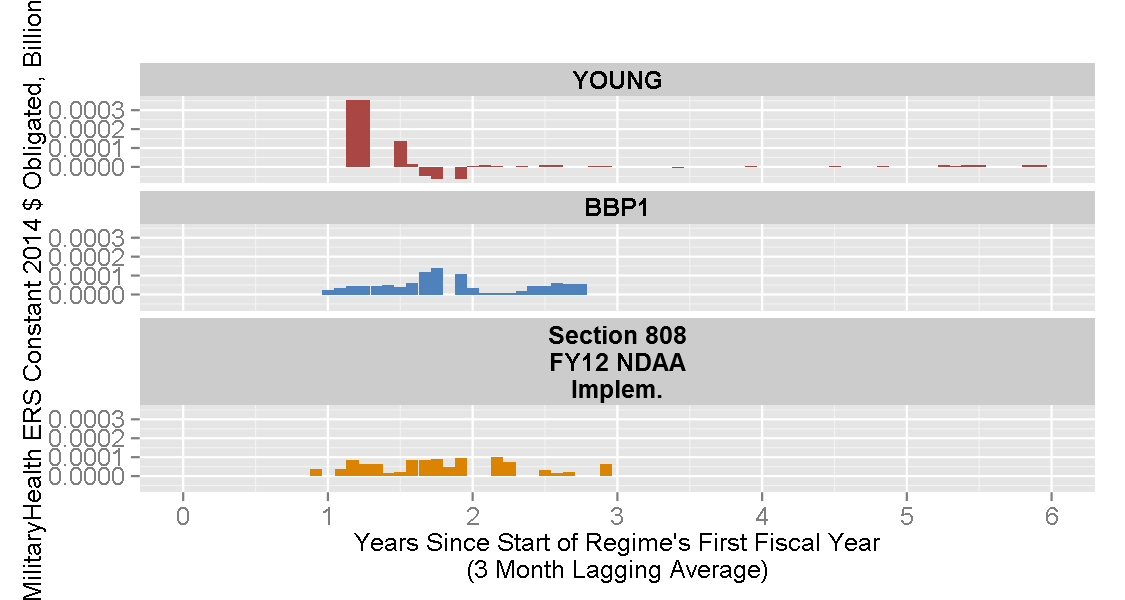 MilitaryHealth ERS Constant 2014 $ Obligated, Billion
YOUNG
0.0003
0.0002
0.0001
0.0000
BBP1
0.0003
0.0002
0.0001
0.0000
Section 808
FY12 NDAA
Implem.
0.0003
0.0002
0.0001
0.0000
0 1 2 3 4 5 6
Years Since Start of Regime's First Fiscal Year
(3 Month Lagging Average)